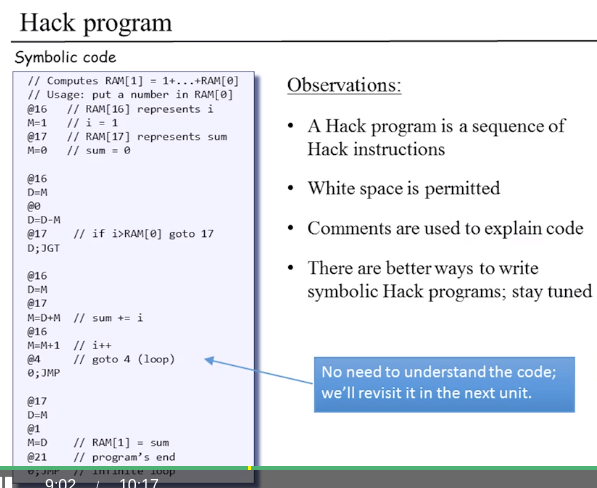 Hack program
Symbolic code
// Computes RAM[1] = 1+...+RAM[0]
// Usage: put a number in RAM[0]
@16 // RAM[16] represents i
M=1 // i = 1
@17 // RAM[17] represents sum
M=0 // sum = 0
@16
D=M
@0
D=D-M
@17 // if i>RAM[0] goto 17
D;JGT
@16
D=M
@17
M=D+M // sum += i
@16
M=M+1 // i++
@4 // goto 4 (loop)
0;JMP
@17
D=M
@1
M=D // RAM[1] = sum
@21 // program's end
0;JMP // infinite loop
Observations:
• A Hack program is a sequence of
Hack instructions
• White space is permitted
• Comments are used to explain code
• There are better ways to write
symbolic Hack programs; stay tuned
No need to understand the code;
we'll revisit it in the next unit.
9:02 / 10:17